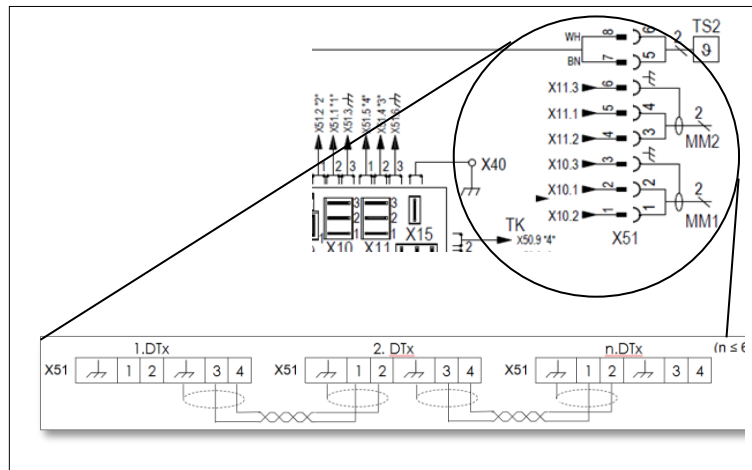 TS2
WH 8 6 2 ϑ
BN 7 5
X11.3 6
X11.1 5 4 2
X11.2 4 3 MM2
X10.3 3
X10.1 2 2 2
X10.2 1 1 MM1
X51
X51.2 "2"
X51.1 "1"
X51.3
X51.5 "4"
X51.4 "3"
X51.6
1 2 3 1 2 3
X40
3 3
2 2
1 1 1
X10 X11 X15
2
TK
X50.9 "4"
1.DTx 2. DTx n.DTx (n ≤ 6
X51 1 2 3 4 X51 1 2 3 4 X51 1 2 3 4